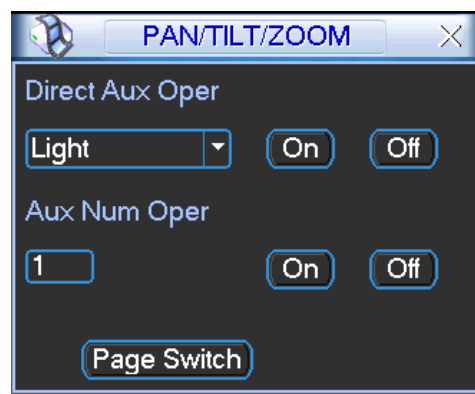 PAN/TILT/ZOOM
Direct Aux Oper
Light On Off
Aux Num Oper
1 On Off
Page Switch